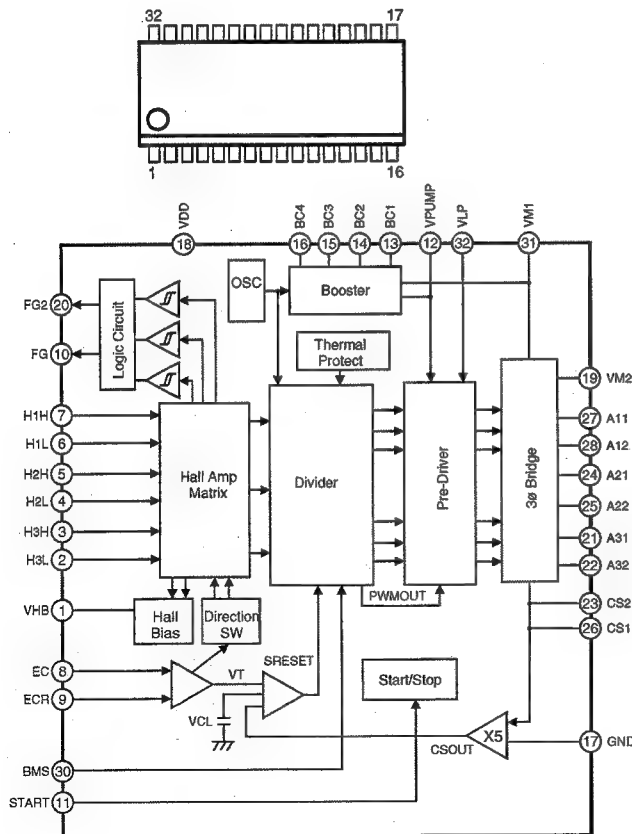 32
17
1
16
VDD
BC4
BC3
BC2
BC1
VPUMP
VLP
VM1
18
16
15
14
13
12
32
31
OSC
Booster
FG2
20
Logic Circuit
Thermal
Protect
FG
10
19
VM2
H1H
7
27
A11
H1L
6
28
A12
H2H
5
Hall Amp
Matrix
Divider
Pre-Driver
3ø Bridge
24
A21
H2L
4
25
A22
H3H
3
21
A31
H3L
2
22
A32
PWMOUT
VHB
1
Hall
Bias
Direction
SW
23
CS2
26
CS1
EC
8
SRESET
VT
Start/Stop
ECR
9
VCL
X5
CSOUT
17
GND
BMS
30
START
11